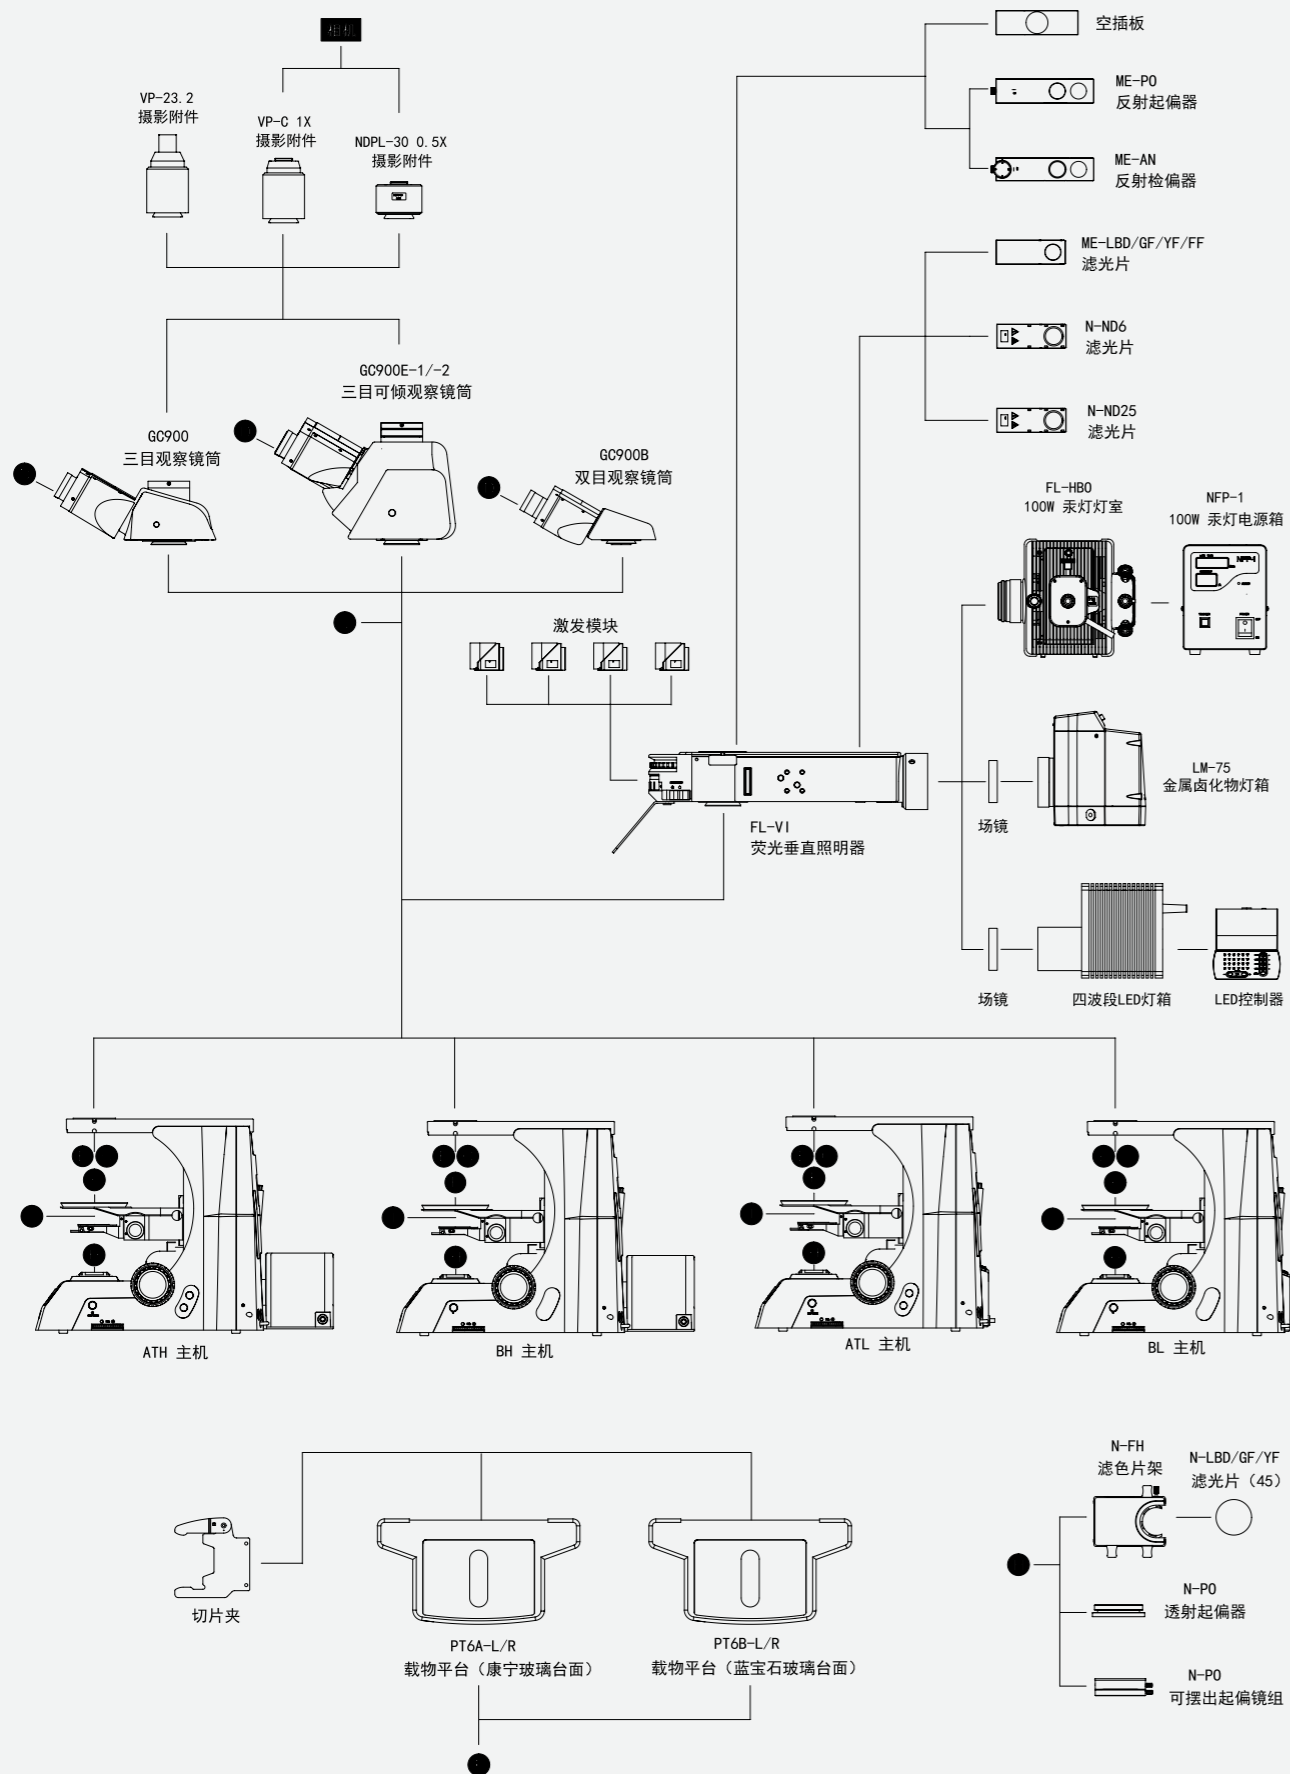 相机
VP-23.2
摄影附件
VP-C 1X
摄影附件
NDPL-30 0.5X
摄影附件
空插板
ME-PO
反射起偏器
ME-AN
反射检偏器
ME-LBD/GF/YF/FF
滤光片
N-ND6
滤光片
N-ND25
滤光片
GC900E-1/-2
三目可倾观察镜筒
GC900
三目观察镜筒
GC900B
双目观察镜筒
FL-HBO
100W 汞灯灯室
NFP-1
100W 汞灯电源箱
NFP-1
激发模块
FL-VI
荧光垂直照明器
场镜
LM-75
金属卤化物灯箱
场镜
四波段LED灯箱
LED控制器
ATH 主机
BH 主机
ATL 主机
BL 主机
切片夹
PT6A-L/R
载物平台（康宁玻璃台面）
PT6B-L/R
载物平台（蓝宝石玻璃台面）
N-FH
滤色片架
N-LBD/GF/YF
滤光片（45）
N-PO
透射起偏器
N-PO
可摆出起偏镜组